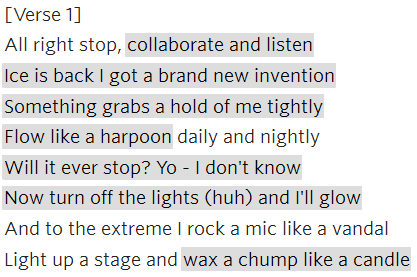 [Verse 1]
All right stop, collaborate and listen
Ice is back I got a brand new invention
Something grabs a hold of me tightly
Flow like a harpoon daily and nightly
Will it ever stop? Yo - I don't know
Now turn off the lights (huh) and I'll glow
And to the extreme I rock a mic like a vandal
Light up a stage and wax a chump like a candle